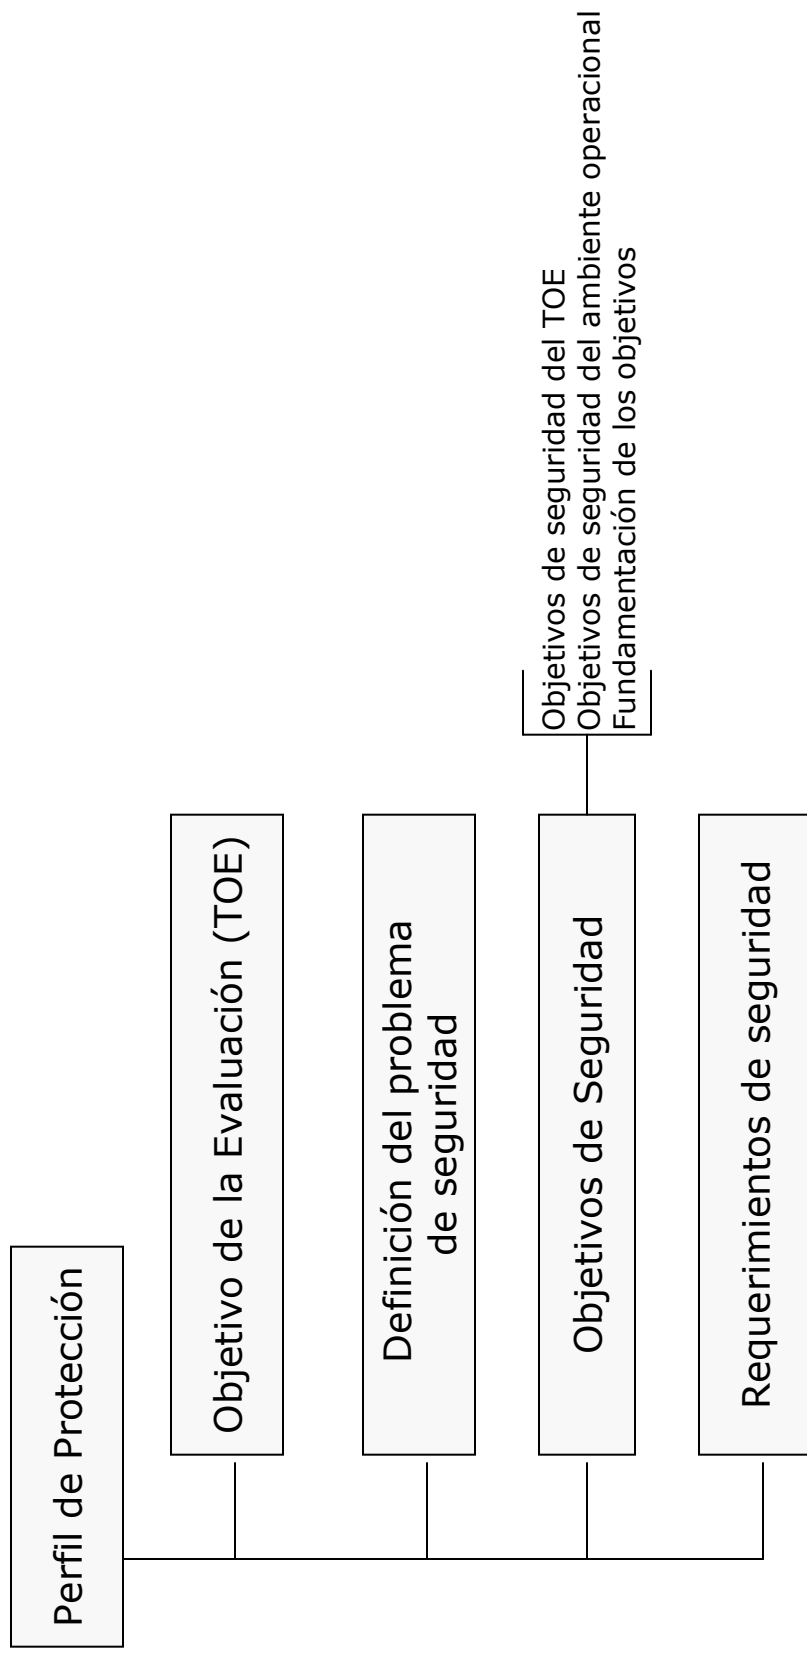 Perfil de Protección
Objetivo de la Evaluación (TOE)
Definición del problema
de seguridad
Objetivos de Seguridad
Objetivos de seguridad del TOE
Objetivos de seguridad del ambiente operacional
Fundamentación de los objetivos
Requerimientos de seguridad